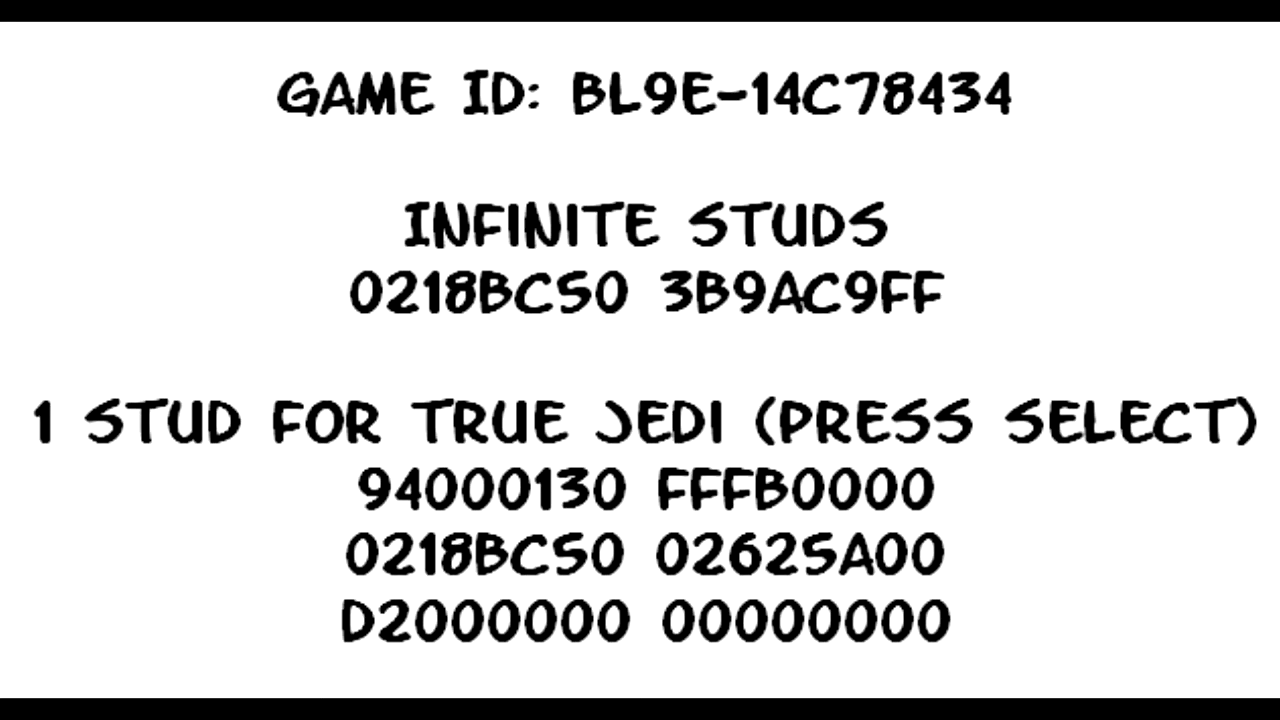 GAME ID: BL9E-14C78434
INFINITE STUDS
0218BC50 3B9AC9FF
1 STUD FOR TRUE JEDI (PRESS SELECT)
94000130 FFFB0000
0218BC50 02625A00
D2000000 00000000